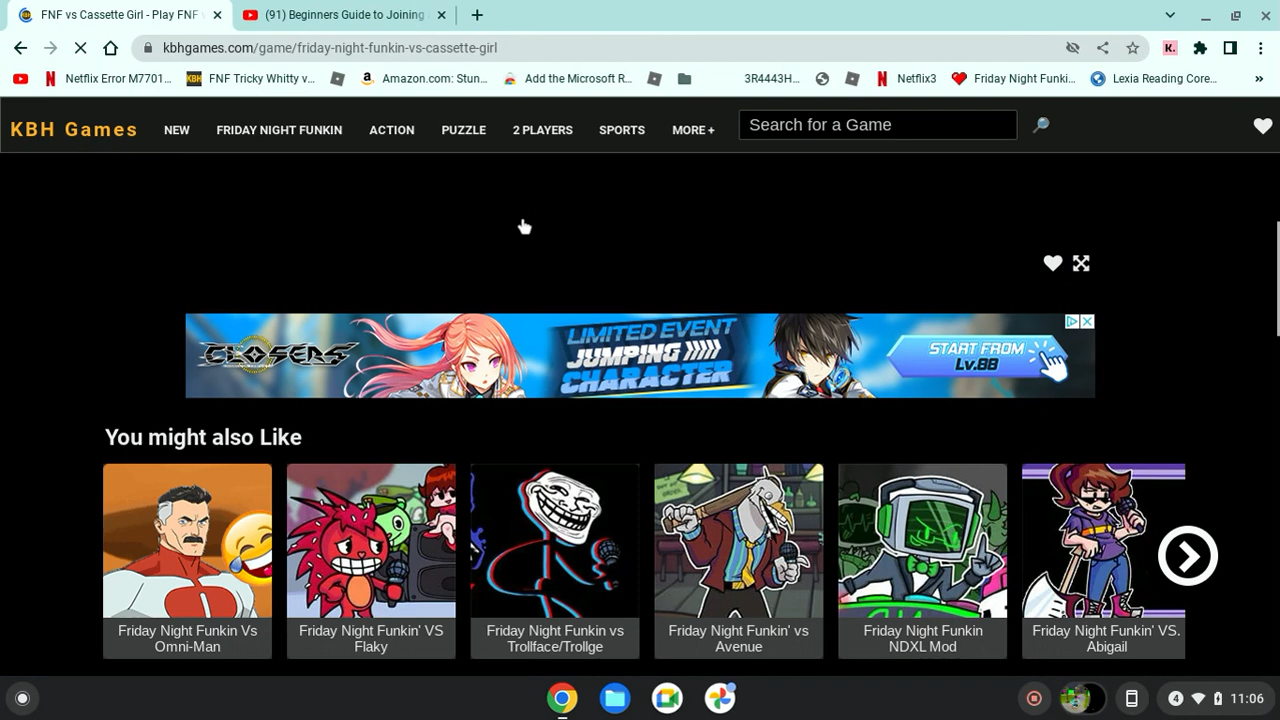 FNF vs Cassette Girl - Play FNF
(91) Beginners Guide to Joining
kbhgames.com/game/friday-night-funkin-vs-cassette-girl
K.
Netflix Error M7701...
KBH
FNF Tricky Whitty v...
Amazon.com: Stun...
Add the Microsoft R...
3R4443H...
Netflix3
Friday Night Funki...
Lexia Reading Core...
»
KBH Games
NEW
FRIDAY NIGHT FUNKIN
ACTION
PUZZLE
2 PLAYERS
SPORTS
MORE +
Search for a Game
CLOSERS
LIMITED EVENT
JUMPING
CHARACTER
START FROM
Lv.88
You might also Like
Friday Night Funkin Vs
Omni-Man
Friday Night Funkin' VS
Flaky
Friday Night Funkin vs
Trollface/Trollge
Friday Night Funkin' vs
Avenue
Friday Night Funkin
NDXL Mod
Friday Night Funkin' VS.
Abigail
4
11:06